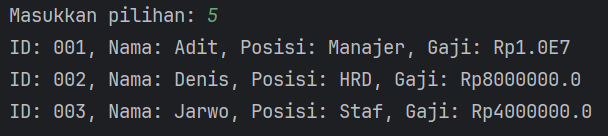 Masukkan pilihan: 5
ID: 001, Nama: Adit, Posisi: Manajer, Gaji: Rp1.0E7
ID: 002, Nama: Denis, Posisi: HRD, Gaji: Rp8000000.0
ID: 003, Nama: Jarwo, Posisi: Staf, Gaji: Rp4000000.0